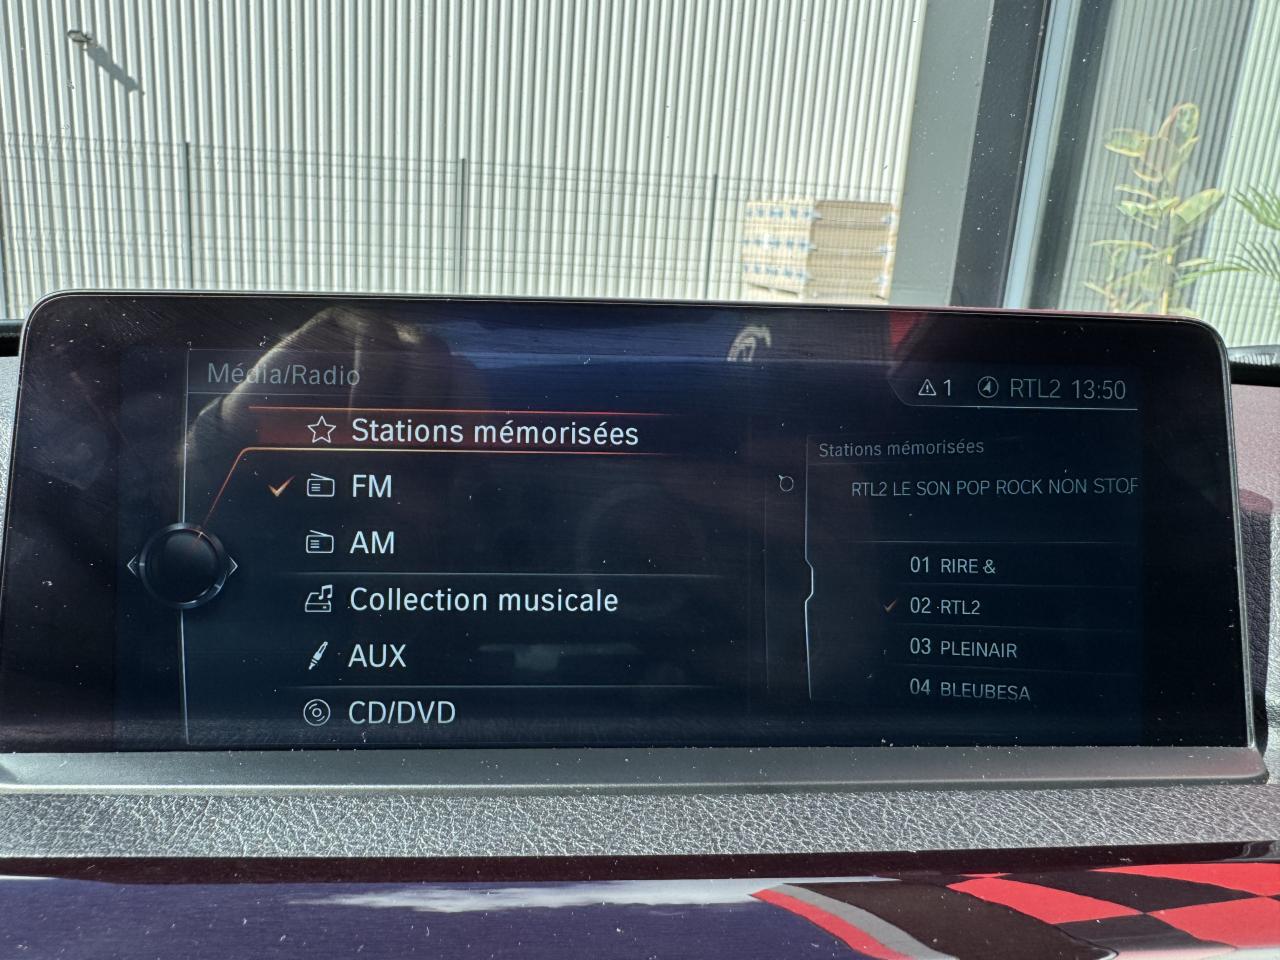 Média/Radio
1 RTL2 13:50
Stations mémorisées
FM
AM
Collection musicale
AUX
CD/DVD
Stations mémorisées
RTL2 LE SON POP ROCK NON STOP
01 RIRE &
02 RTL2
03 PLEINAIR
04 BLEUBESA